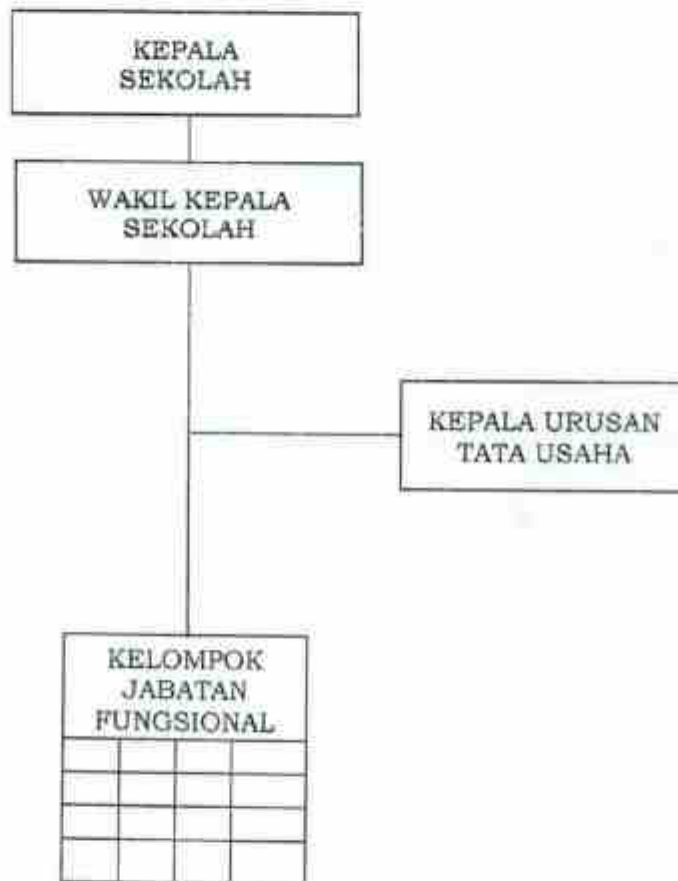 KEPALA
SEKOLAH
WAKIL KEPALA
SEKOLAH
KEPALA URUSAN
TATA USAHA
KELOMPOK
JABATAN
FUNGSIONAL